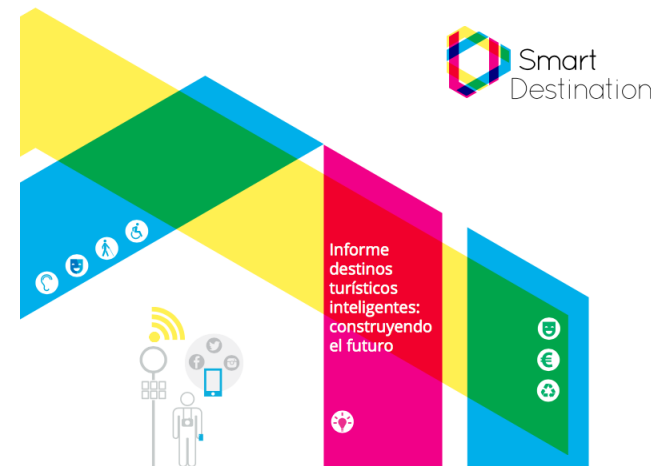 Smart
Destination
Informe
destinos
turísticos
inteligentes:
construyendo
el futuro